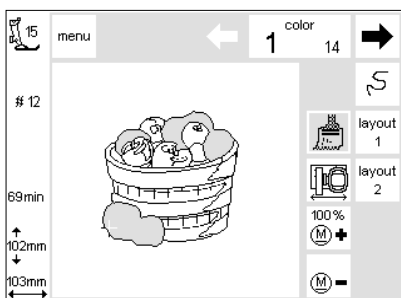 15
menu
color
1 14
# 12
layout
1
layout
2
69min
100%
M +
102mm
M -
103mm